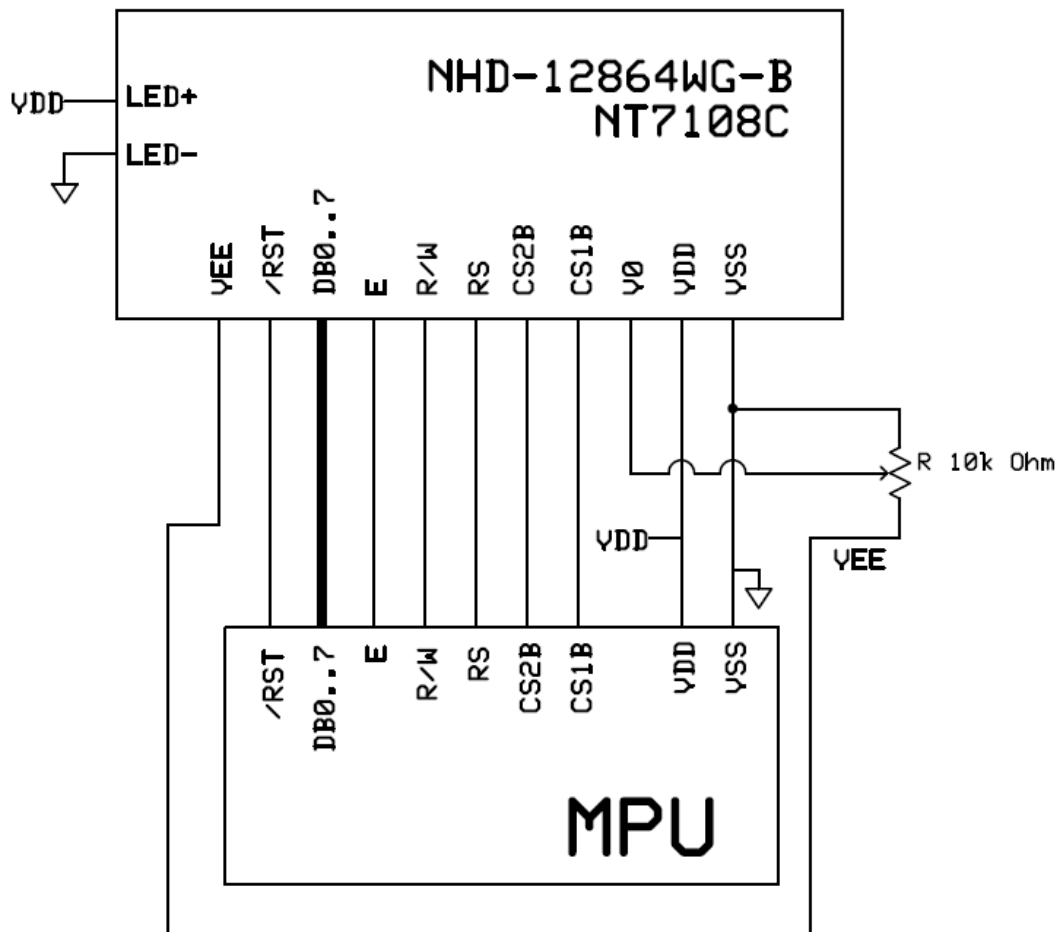 NHD-12864WG-B
NT7108C
VDD
LED+
LED-
VEE
/RST
DB0..7
E
R/W
RS
CS2B
CS1B
V0
VDD
VSS
R 10k Ohm
VDD
VEE
/RST
DB0..7
E
R/W
RS
CS2B
CS1B
VDD
VSS
MPU